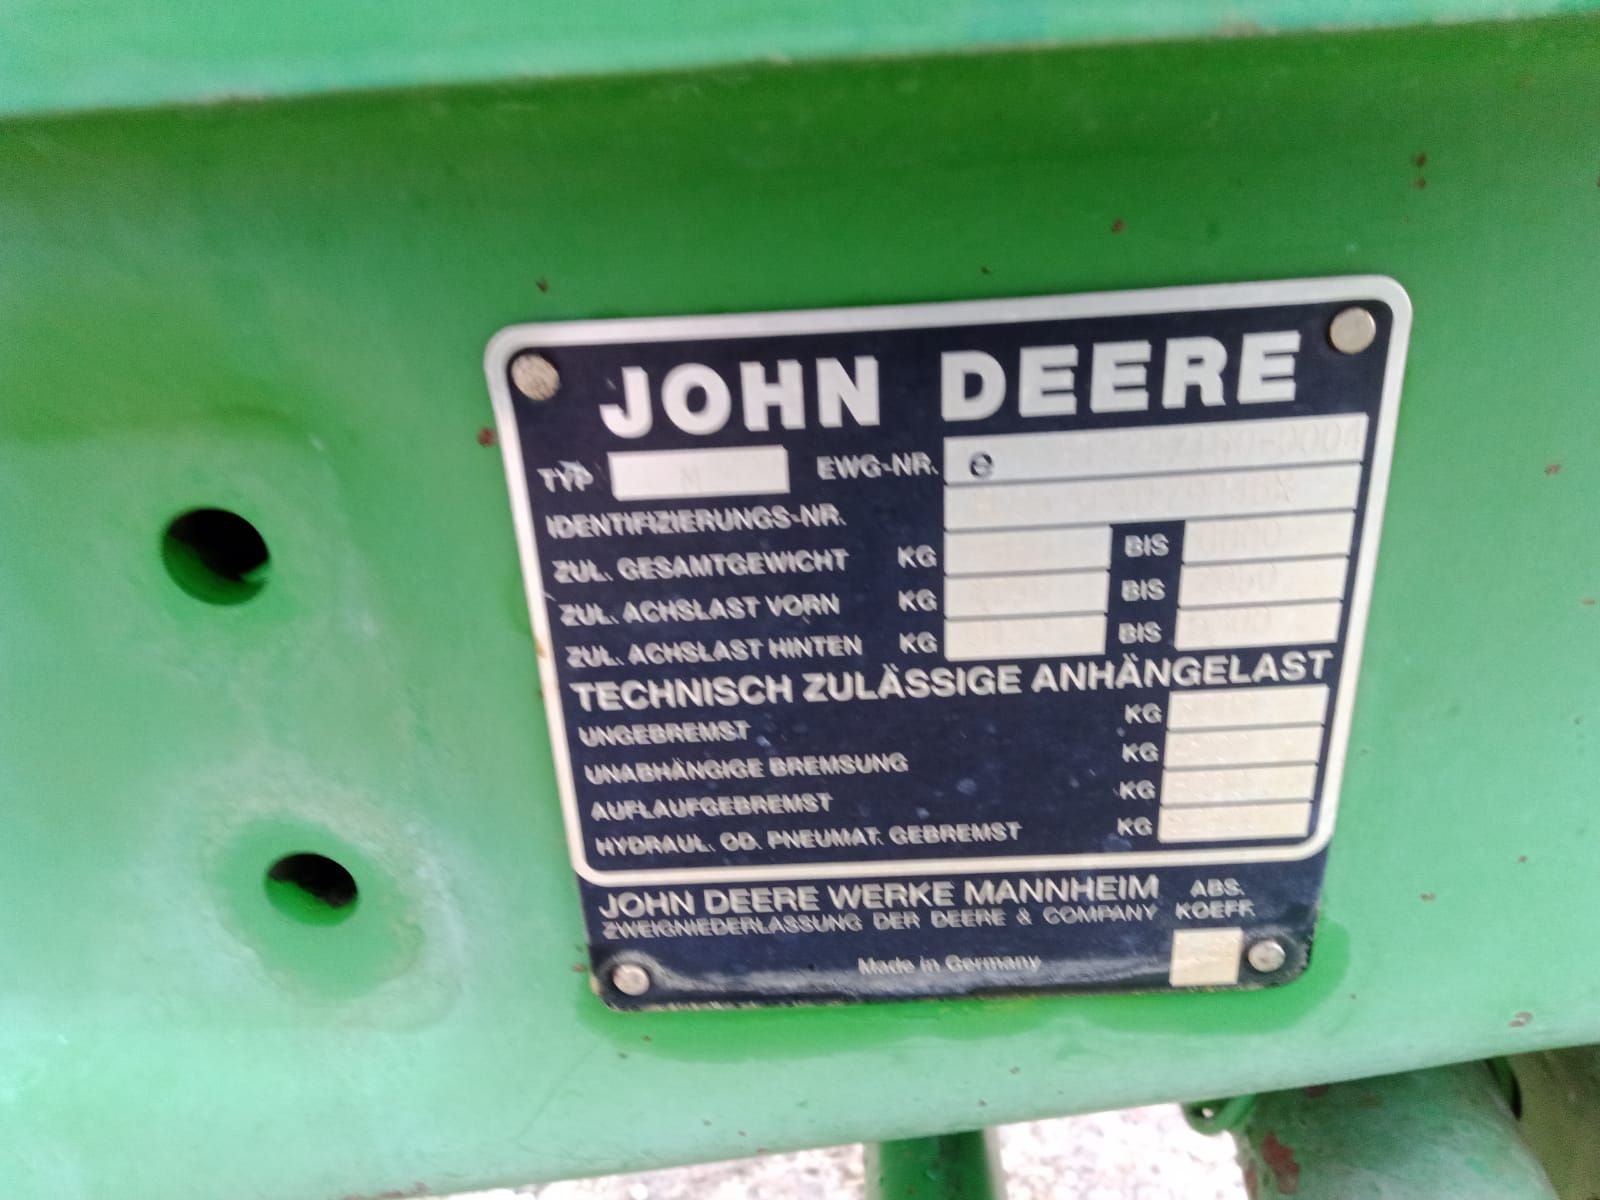 JOHN DEERE
TYP M EWG-NR. e
IDENTIFIZIERUNGS-NR.
ZUL. GESAMTGEWICHT KG BIS
ZUL. ACHSLAST VORN KG BIS
ZUL. ACHSLAST HINTEN KG BIS
TECHNISCH ZULÄSSIGE ANHÄNGELAST
UNGEBREMST KG
UNABHÄNGIGE BREMSUNG KG
AUFLAUFGEBREMST KG
HYDRAUL. OD. PNEUMAT. GEBREMST KG
JOHN DEERE WERKE MANNHEIM ABS.
ZWEIGNIEDERLASSUNG DER DEERE & COMPANY KOEFF.
Made in Germany